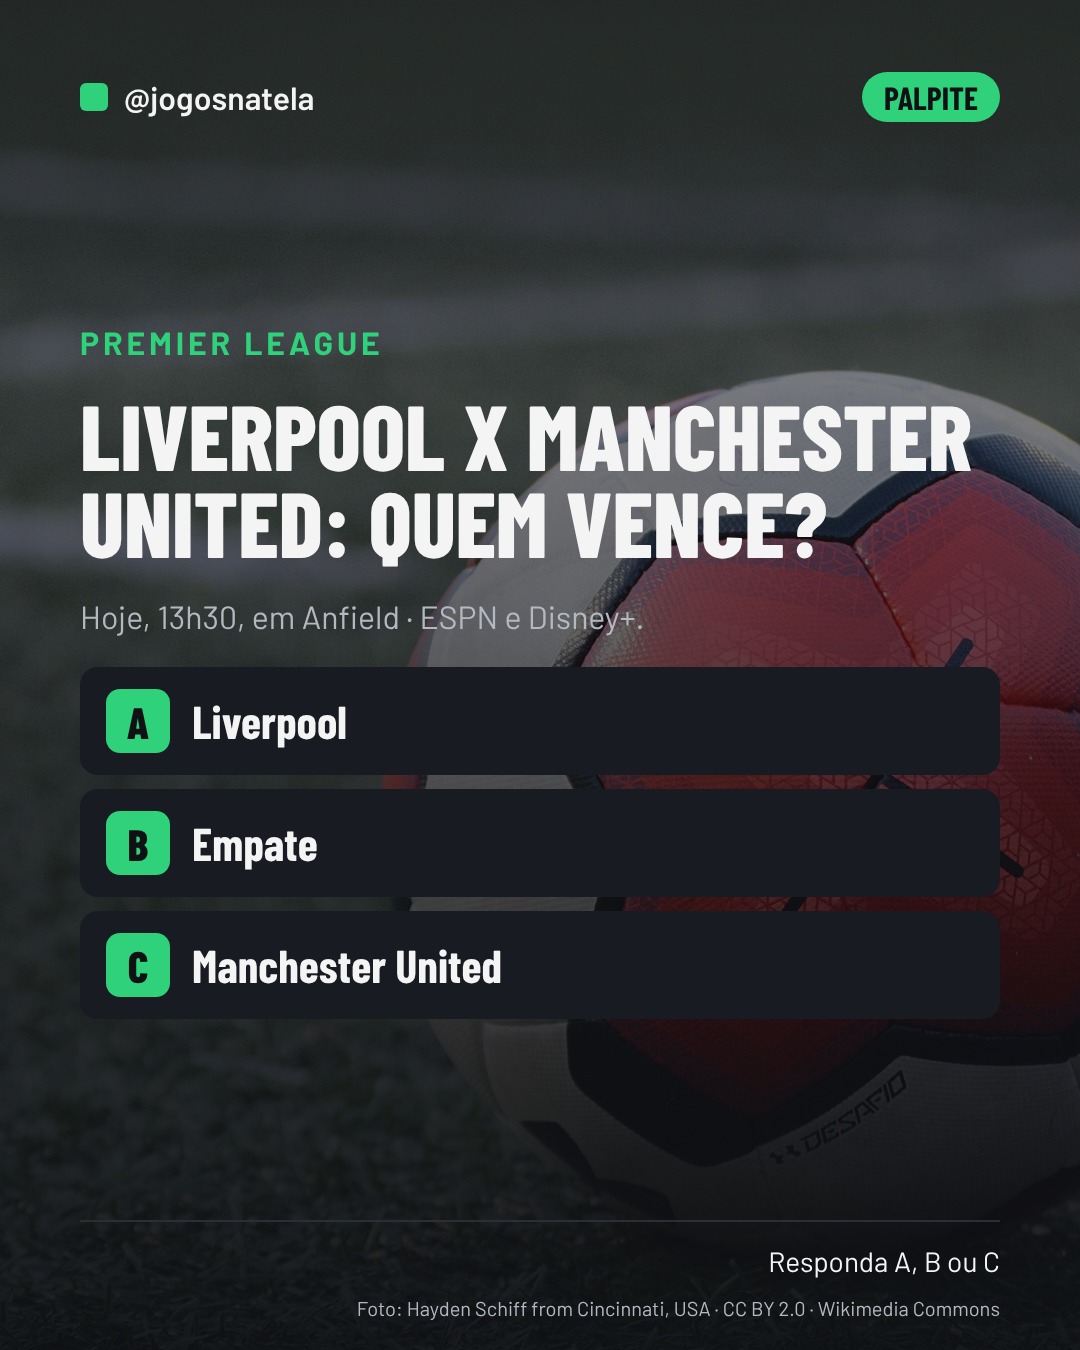 @jogosnatela
PALPITE
PREMIER LEAGUE
LIVERPOOL X MANCHESTER
UNITED: QUEM VENCE?
Hoje, 13h30, em Anfield · ESPN e Disney+.
A Liverpool
B Empate
C Manchester United
DESAFIO
Responda A, B ou C
Foto: Hayden Schiff from Cincinnati, USA · CC BY 2.0 · Wikimedia Commons